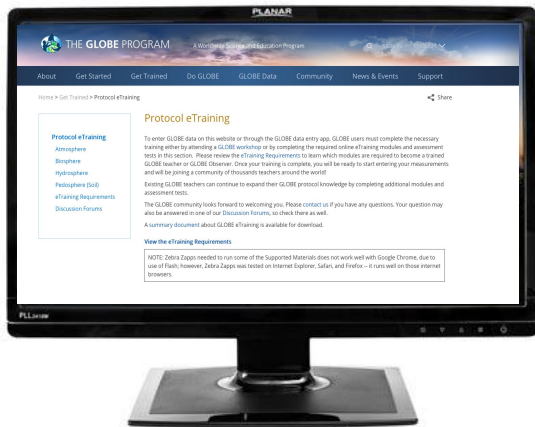 PLANAR
THE GLOBE PROGRAM
A Worldwide Science and Education Program
About Get Started Get Trained Do GLOBE GLOBE Data Community News & Events Support
Home > Get Trained > Protocol eTraining
Share
Protocol eTraining
Atmosphere
Biosphere
Hydrosphere
Pedosphere (Soil)
eTraining Requirements
Discussion Forums
Protocol eTraining
To enter GLOBE data on this website or through the GLOBE data entry app, GLOBE users must complete the necessary
training either by attending a GLOBE workshop or by completing the required online eTraining modules and assessment
tests in this section. Please review the eTraining Requirements to learn which modules are required to become a trained
GLOBE teacher or GLOBE Observer. Once your training is complete, you will be ready to start entering your measurements
and will be joining a community of thousands teachers around the world!
Existing GLOBE teachers can continue to expand their GLOBE protocol knowledge by completing additional modules and
assessment tests.
The GLOBE community looks forward to welcoming you. Please contact us if you have any questions. Your question may
also be answered in one of our Discussion Forums, so check there as well.
A summary document about GLOBE eTraining is available for download.
View the eTraining Requirements
NOTE: Zebra Zapps needed to run some of the Supported Materials does not work well with Google Chrome, due to
use of Flash; however, Zebra Zapps was tested on Internet Explorer, Safari, and Firefox -- it runs well on those internet
browsers.